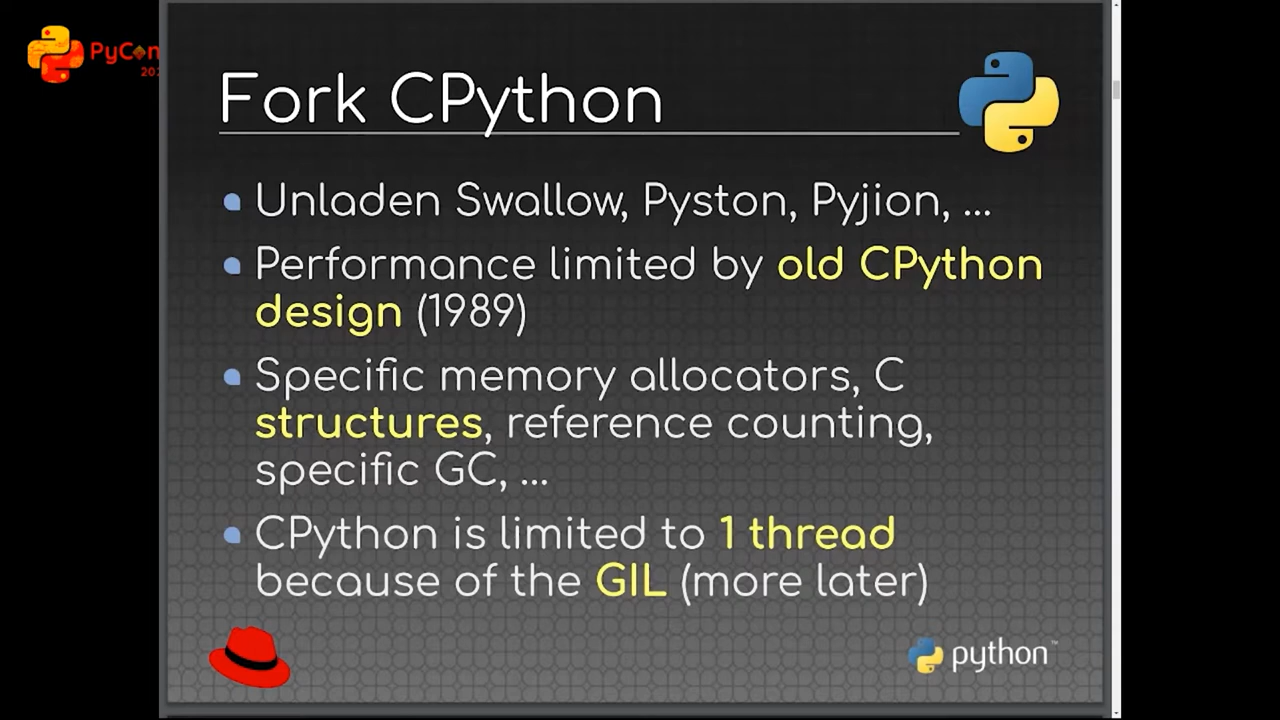 PyCon
Fork CPython
Unladen Swallow, Pyston, Pyjion, ...
Performance limited by old CPython
design (1989)
Specific memory allocators, C
structures, reference counting,
specific GC, ...
CPython is limited to 1 thread
because of the GIL (more later)
python™